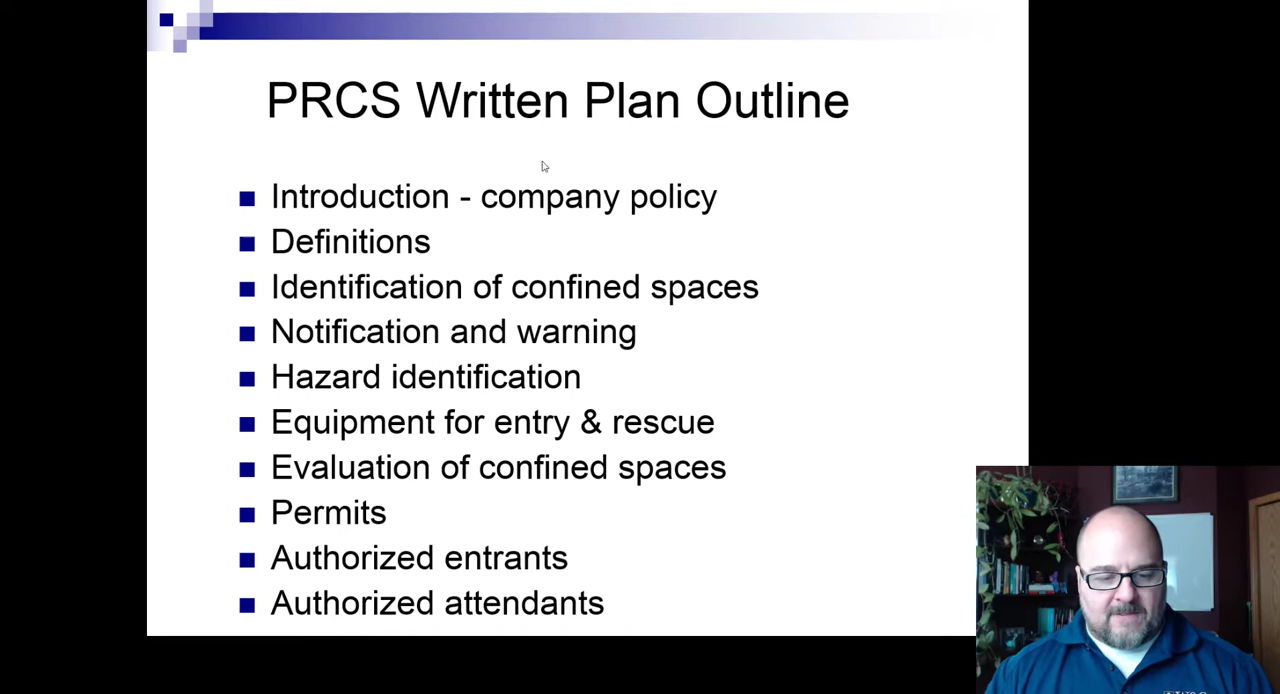 PRCS Written Plan Outline
Introduction - company policy
Definitions
Identification of confined spaces
Notification and warning
Hazard identification
Equipment for entry & rescue
Evaluation of confined spaces
Permits
Authorized entrants
Authorized attendants